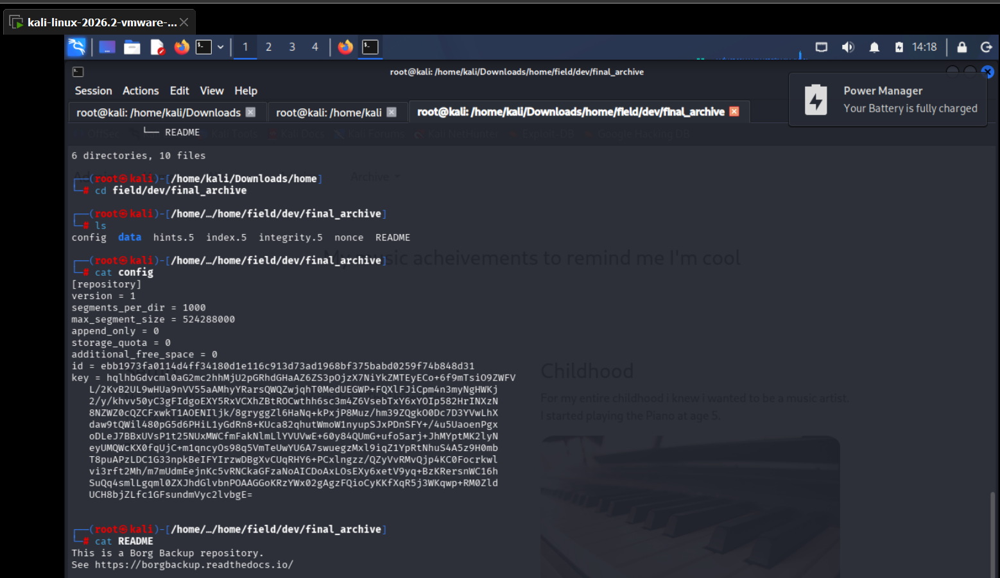 kali-linux-2026.2-vmware-...
1 2 3 4 14:18
root@kali: /home/kali/Downloads/home/field/dev/final_archive
Session Actions Edit View Help
Power Manager
Your Battery is fully charged
root@kali: /home/kali/Downloads root@kali: /home/kali root@kali: /home/kali/Downloads/home/field/dev/final_archive
└── README
OffSec Kali Tools Kali Docs Kali Forums Kali NetHunter Exploit-DB Google Hacking DB
6 directories, 10 files
Archive
┌──(root㉿kali)-[/home/kali/Downloads/home]
└─# cd field/dev/final_archive
┌──(root㉿kali)-[/home/…/home/field/dev/final_archive]
└─# ls
config data hints.5 index.5 integrity.5 nonce README
┌──(root㉿kali)-[/home/…/home/field/dev/final_archive]
My music acheivements to remind me I'm cool
└─# cat config
[repository]
version = 1
segments_per_dir = 1000
max_segment_size = 524288000
append_only = 0
storage_quota = 0
additional_free_space = 0
id = ebb1973fa0114d4ff34180d1e116c913d73ad1968bf375babd0259f74b848d31
key = hqlhbGdvcml0aG2mc2hhMjU2pGRhdGHaAZ6ZS3pOjzX7NiYkZMTEyECo+6f9mTsiO9ZWFV
L/2KvB2UL9wHUa9nVV55aAMhyYRarsQWQZwjqhT0MedUEGWP+FQXlFJiCpm4n3myNgHWKj
2/y/khvv50yC3gFIdgoEXY5RxVCXhZBtROCwthh6sc3m4Z6VsebTxY6xYOIp582HrINXzN
8NZWZ0cQZCFxwkT1AOENIljk/8gryggZl6HaNq+kPxjP8Muz/hm39ZQgkO0Dc7D3YVwLhX
daw9tQWil480pG5d6PHiL1yGdRn8+KUca82qhutWmoW1nyupSJxPDnSFY+/4u5UaoenPgx
oDLeJ7BBxUVsP1t25NUxMWCfmFakNlmLlYVUVwE+60y84QUmG+ufo5arj+JhMYptMK2lyN
eyUMQWcKX0fqUjC+m1qncyOs98q5VmTeUwYU6A7swuegzMxl9iqZ1YpRtNhuS4A5z9H0mb
T8puAPzLDC1G33npkBeIFYIrzwDBgXvCUqRHY6+PCxlngzz/QZyVvRMvQjp4KC0Focrkwl
vi3rft2Mh/m7mUdmEejnKc5vRNCkaGFzaNoAICDoAxLOsEXy6xetV9yq+BzKRersnWC16h
SuQq4smlLgqml0ZXJhdGlvbnPOAAGGoKRzYWx02gAgzFQioCyKKfXqR5j3WKqwp+RM0Zld
UCH8bjZLfc1GFsundmVyc2lvbgE=
Childhood
For my entire childhood I knew i wanted to be a music artist.
I started playing the Piano at age 5.
┌──(root㉿kali)-[/home/…/home/field/dev/final_archive]
└─# cat README
This is a Borg Backup repository.
See https://borgbackup.readthedocs.io/